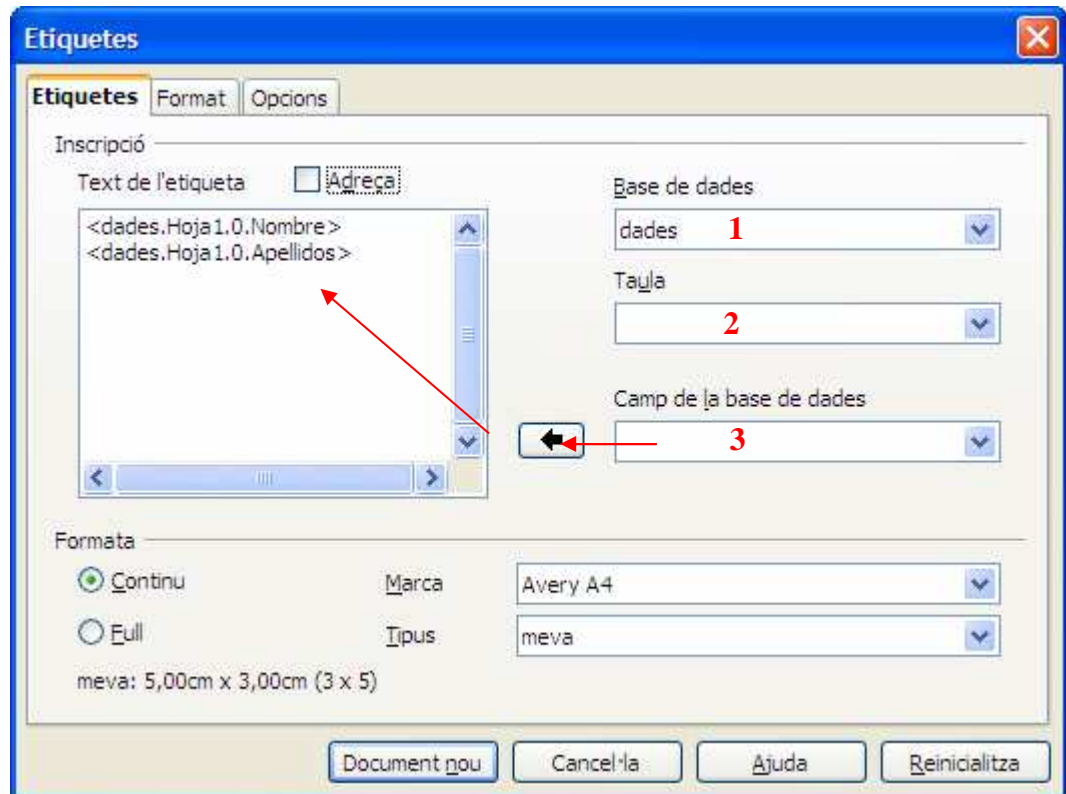 Etiquetes
Etiquetes Format Opcions
Inscripció
Text de l'etiqueta Adreça
<dades.Hoja1.0.Nombre>
<dades.Hoja1.0.Apellidos>
Base de dades
dades 1
Taula
2
Camp de la base de dades
3
Formata
Continu
Full
Marca Avery A4
Tipus meva
meva: 5,00cm x 3,00cm (3 x 5)
Document nou Cancel·la Ajuda Reinicialitza